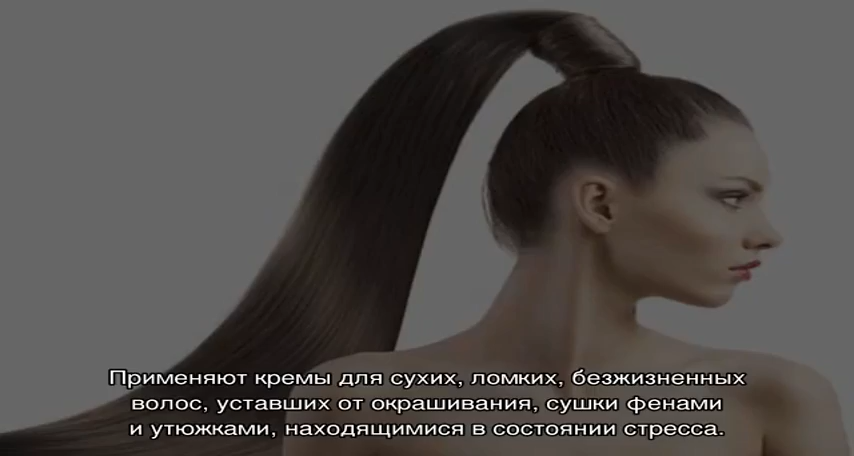 Применяют кремы для сухих, ломких, безжизненных
волос, уставших от окрашивания, сушки фенами
и утюжками, находящимися в состоянии стресса.